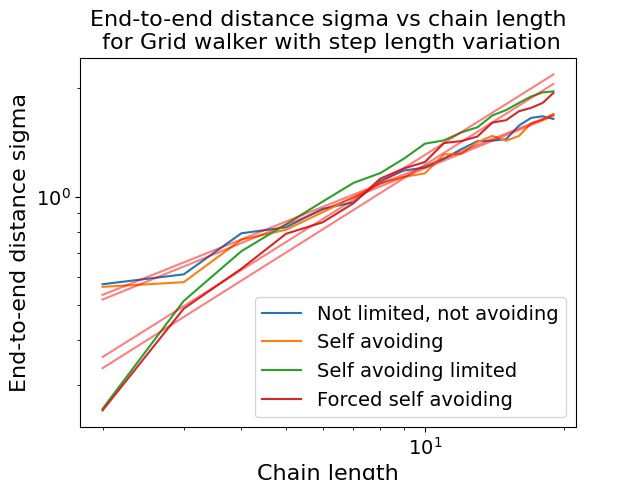 End-to-end distance sigma vs chain length
for Grid walker with step length variation
End-to-end distance sigma
10⁰
Not limited, not avoiding
Self avoiding
Self avoiding limited
Forced self avoiding
10¹
Chain length